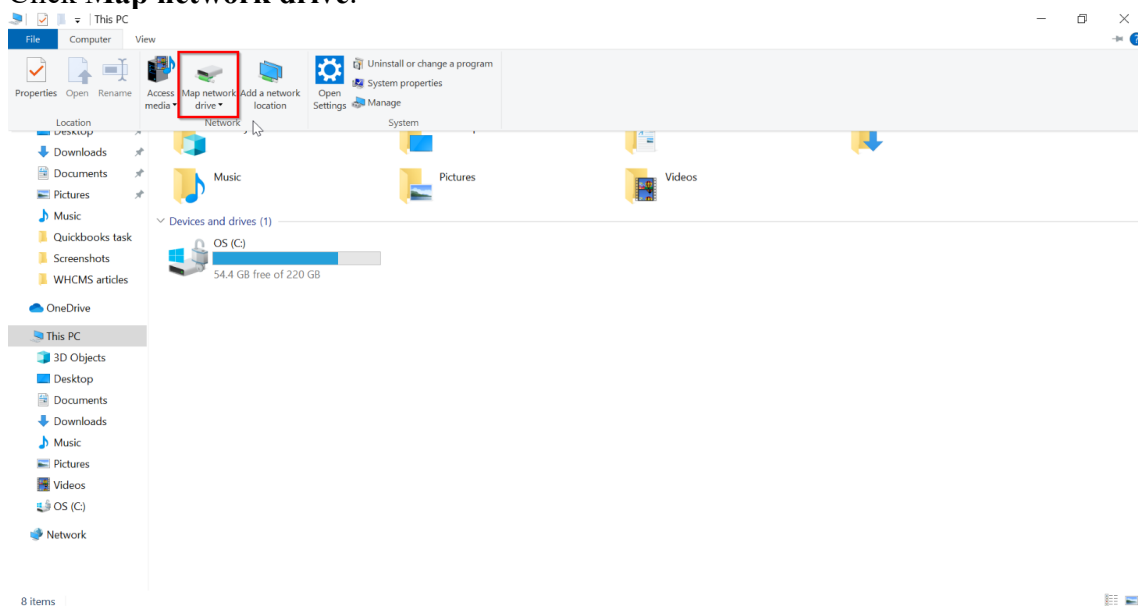 Click Map network drive.
This PC
File Computer View
Properties Open Rename Access media Map network drive Add a network location Open Settings Uninstall or change a program
System properties
Manage
Location Network System
Desktop
Downloads
Documents
Pictures
Music
Quickbooks task
Screenshots
WHCMS articles
OneDrive
This PC
3D Objects
Desktop
Documents
Downloads
Music
Pictures
Videos
OS (C:)
Network
Music Pictures Videos
Devices and drives (1)
OS (C:)
54.4 GB free of 220 GB
8 items